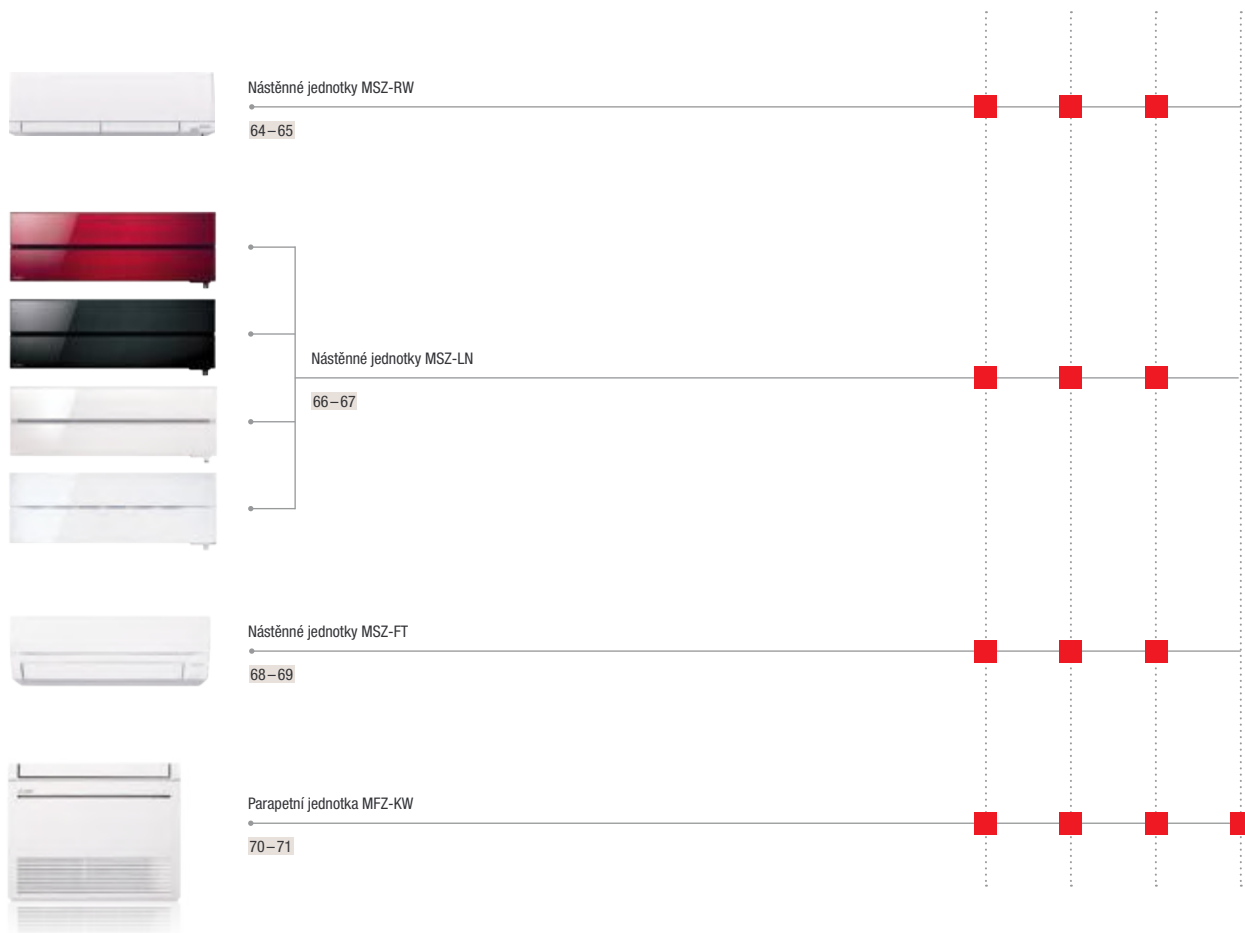 Nástěnné jednotky MSZ-RW
64–65
Nástěnné jednotky MSZ-LN
66–67
Nástěnné jednotky MSZ-FT
68–69
Parapetní jednotka MFZ-KW
70–71